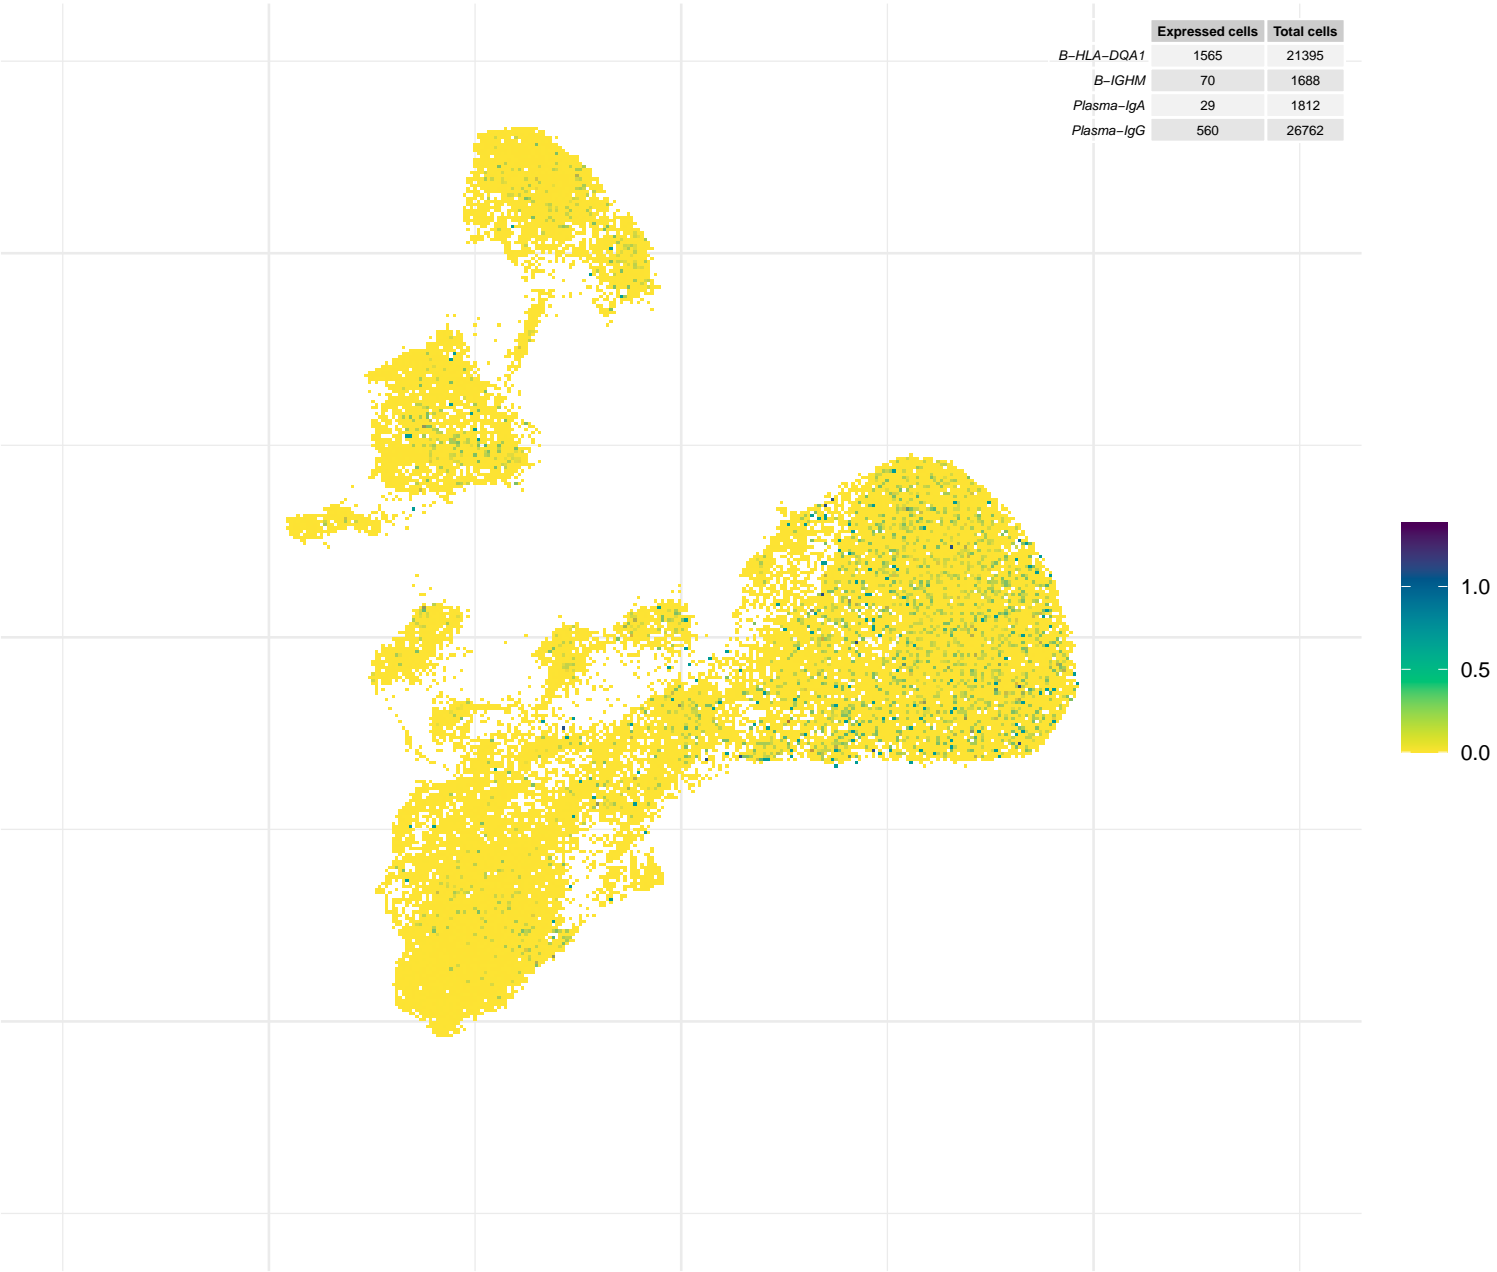 Expressed cells Total cells
B−HLA−DQA1 1565 21395
B−IGHM 70 1688
Plasma−IgA 29 1812
Plasma−IgG 560 26762
1.0
0.5
0.0